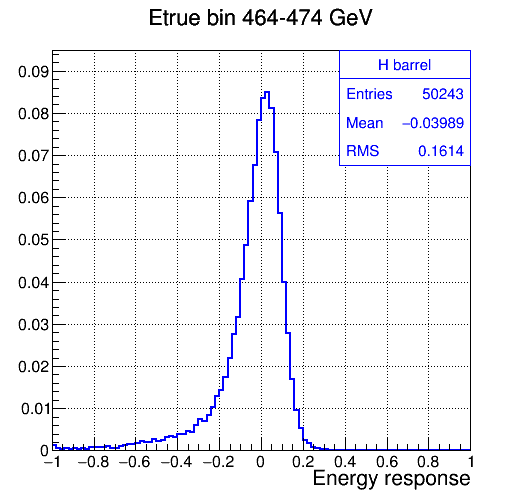 Etrue bin 464-474 GeV
H barrel
Entries 50243
Mean −0.03989
RMS 0.1614
0.09
0.08
0.07
0.06
0.05
0.04
0.03
0.02
0.01
0
−1 −0.8 −0.6 −0.4 −0.2 0 0.2 0.4 0.6 0.8 1
Energy response